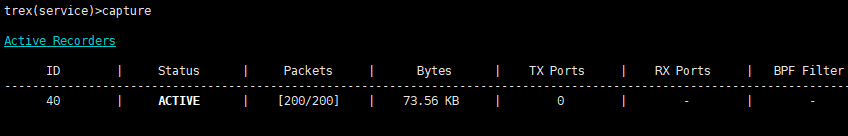 trex(service)>capture
Active Recorders
ID | Status | Packets | Bytes | TX Ports | RX Ports | BPF Filter
------------------------------------------------------------------------------------------------------------------------
40 | ACTIVE | [200/200] | 73.56 KB | 0 | - | -